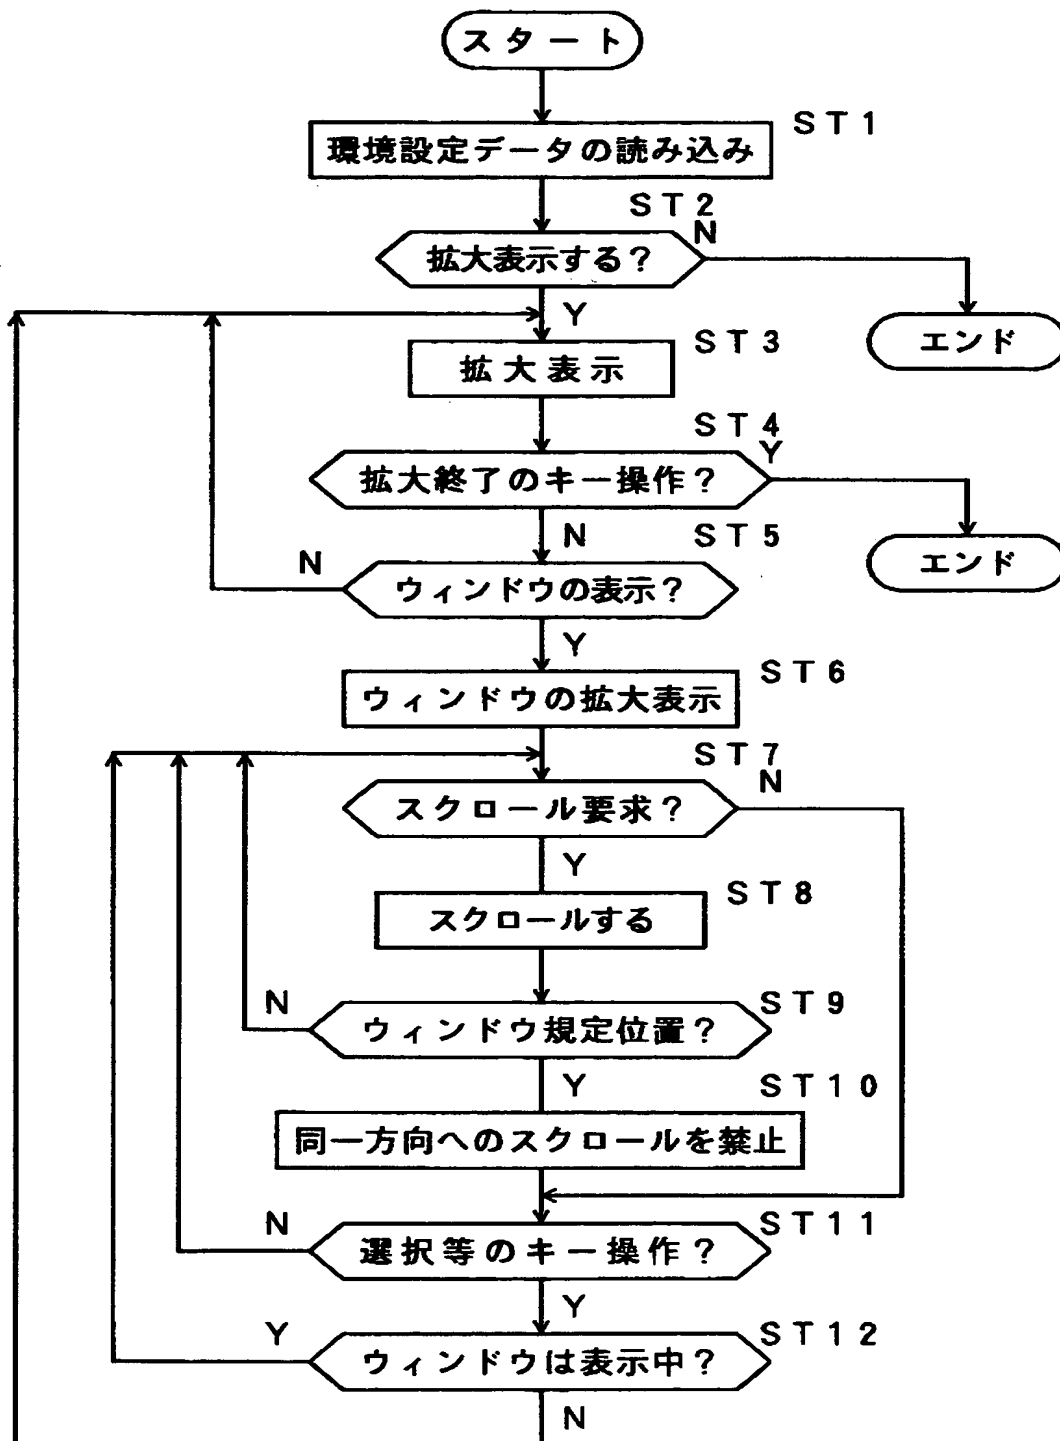 スタート
ST1
環境設定データの読み込み
ST2
N
拡大表示する？
Y
エンド
ST3
拡大表示
ST4
Y
拡大終了のキー操作？
N
ST5
エンド
N
ウィンドウの表示？
Y
ST6
ウィンドウの拡大表示
ST7
N
スクロール要求？
Y
ST8
スクロールする
N
ST9
ウィンドウ規定位置？
Y
ST10
同一方向へのスクロールを禁止
N
ST11
選択等のキー操作？
Y
Y
ST12
ウィンドウは表示中？
N